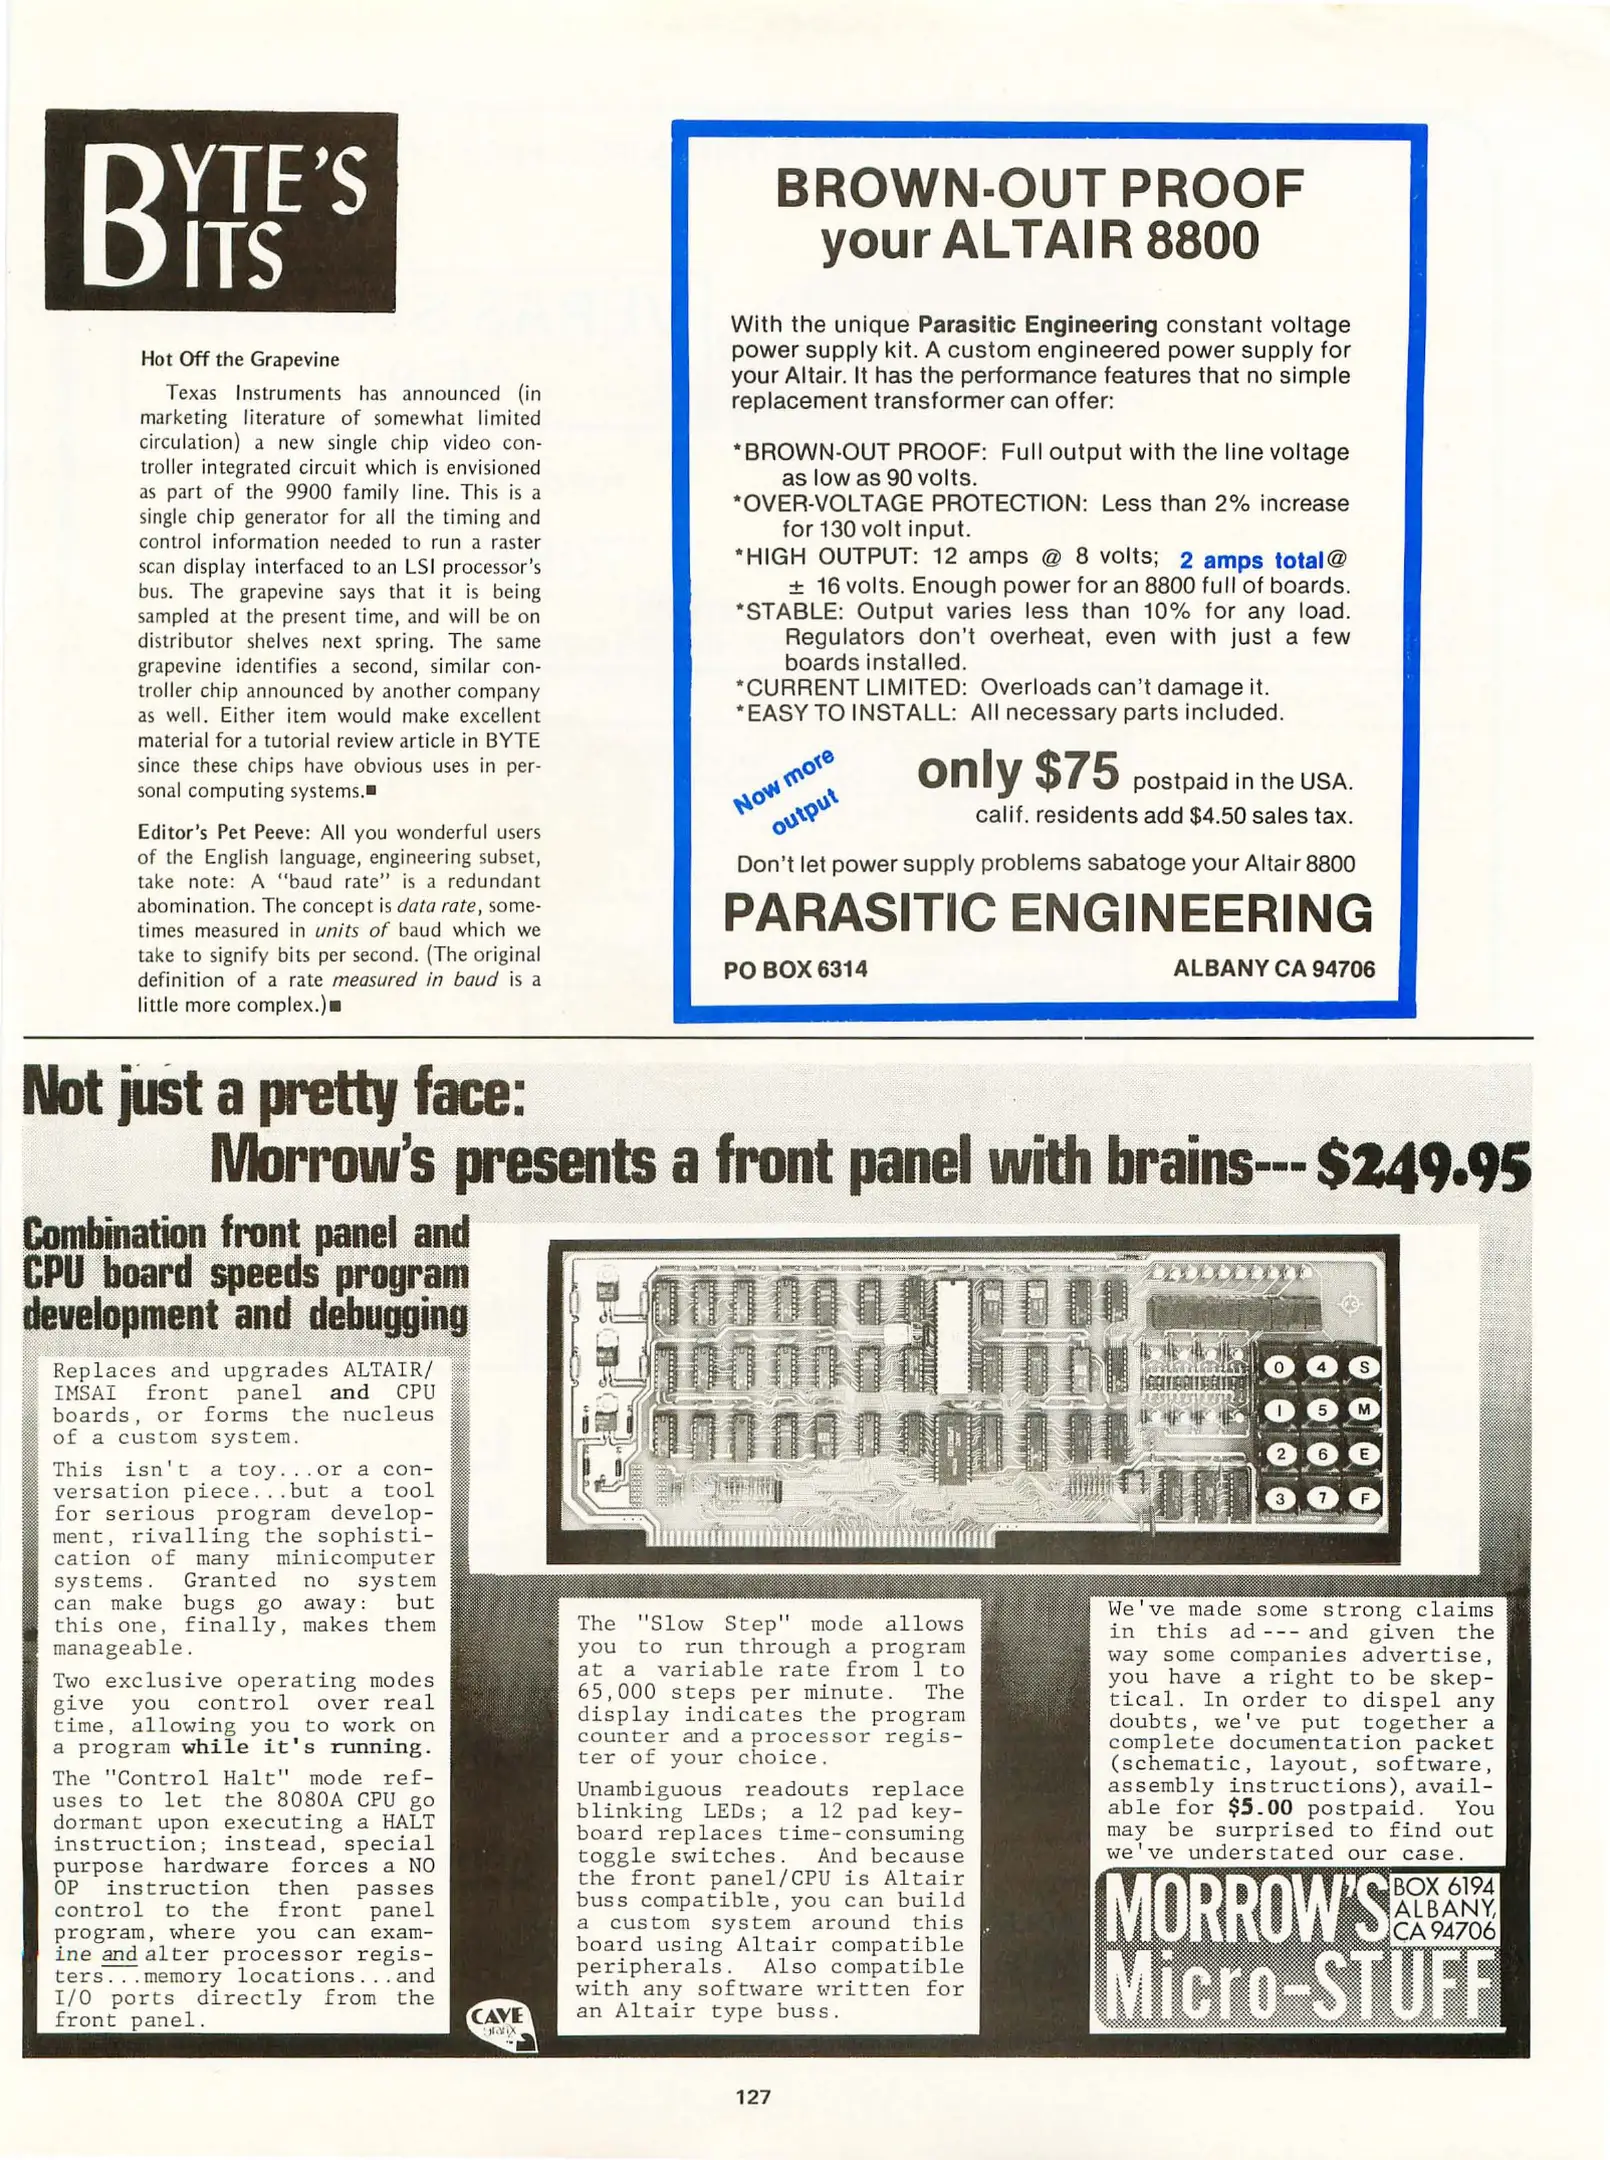 BYTE'S
BITS
Hot Off the Grapevine
Texas Instruments has announced (in
marketing literature of somewhat limited
circulation) a new single chip video con-
troller integrated circuit which is envisioned
as part of the 9900 family line. This is a
single chip generator for all the timing and
control information needed to run a raster
scan display interfaced to an LSI processor's
bus. The grapevine says that it is being
sampled at the present time, and will be on
distributor shelves next spring. The same
grapevine identifies a second, similar con-
troller chip announced by another company
as well. Either item would make excellent
material for a tutorial review article in BYTE
since these chips have obvious uses in per-
sonal computing systems.■
Editor's Pet Peeve: All you wonderful users
of the English language, engineering subset,
take note: A "baud rate" is a redundant
abomination. The concept is data rate, some-
times measured in units of baud which we
take to signify bits per second. (The original
definition of a rate measured in baud is a
little more complex.)■
BROWN-OUT PROOF
your ALTAIR 8800
With the unique Parasitic Engineering constant voltage
power supply kit. A custom engineered power supply for
your Altair. It has the performance features that no simple
replacement transformer can offer:
*BROWN-OUT PROOF: Full output with the line voltage
as low as 90 volts.
*OVER-VOLTAGE PROTECTION: Less than 2% increase
for 130 volt input.
*HIGH OUTPUT: 12 amps @ 8 volts; 2 amps total@
± 16 volts. Enough power for an 8800 full of boards.
*STABLE: Output varies less than 10% for any load.
Regulators don't overheat, even with just a few
boards installed.
*CURRENT LIMITED: Overloads can't damage it.
*EASY TO INSTALL: All necessary parts included.
Now more
output
only $75 postpaid in the USA.
calif. residents add $4.50 sales tax.
Don't let power supply problems sabatoge your Altair 8800
PARASITIC ENGINEERING
PO BOX 6314 ALBANY CA 94706
Not just a pretty face:
Morrow's presents a front panel with brains--- $249.95
Combination front panel and
CPU board speeds program
development and debugging
Replaces and upgrades ALTAIR/
IMSAI front panel and CPU
boards, or forms the nucleus
of a custom system.
This isn't a toy...or a con-
versation piece...but a tool
for serious program develop-
ment, rivalling the sophisti-
cation of many minicomputer
systems. Granted no system
can make bugs go away: but
this one, finally, makes them
manageable.
Two exclusive operating modes
give you control over real
time, allowing you to work on
a program while it's running.
The "Control Halt" mode ref-
uses to let the 8080A CPU go
dormant upon executing a HALT
instruction; instead, special
purpose hardware forces a NO
OP instruction then passes
control to the front panel
program, where you can exam-
ine and alter processor regis-
ters...memory locations...and
I/O ports directly from the
front panel.
0 4 S
1 5 M
2 6 E
3 7 F
CAVE
The "Slow Step" mode allows
you to run through a program
at a variable rate from 1 to
65,000 steps per minute. The
display indicates the program
counter and a processor regis-
ter of your choice.
Unambiguous readouts replace
blinking LEDs; a 12 pad key-
board replaces time-consuming
toggle switches. And because
the front panel/CPU is Altair
buss compatible, you can build
a custom system around this
board using Altair compatible
peripherals. Also compatible
with any software written for
an Altair type buss.
We've made some strong claims
in this ad --- and given the
way some companies advertise,
you have a right to be skep-
tical. In order to dispel any
doubts, we've put together a
complete documentation packet
(schematic, layout, software,
assembly instructions), avail-
able for $5.00 postpaid. You
may be surprised to find out
we've understated our case.
MORROW'S
Micro-STUFF
BOX 6194
ALBANY,
CA 94706
127